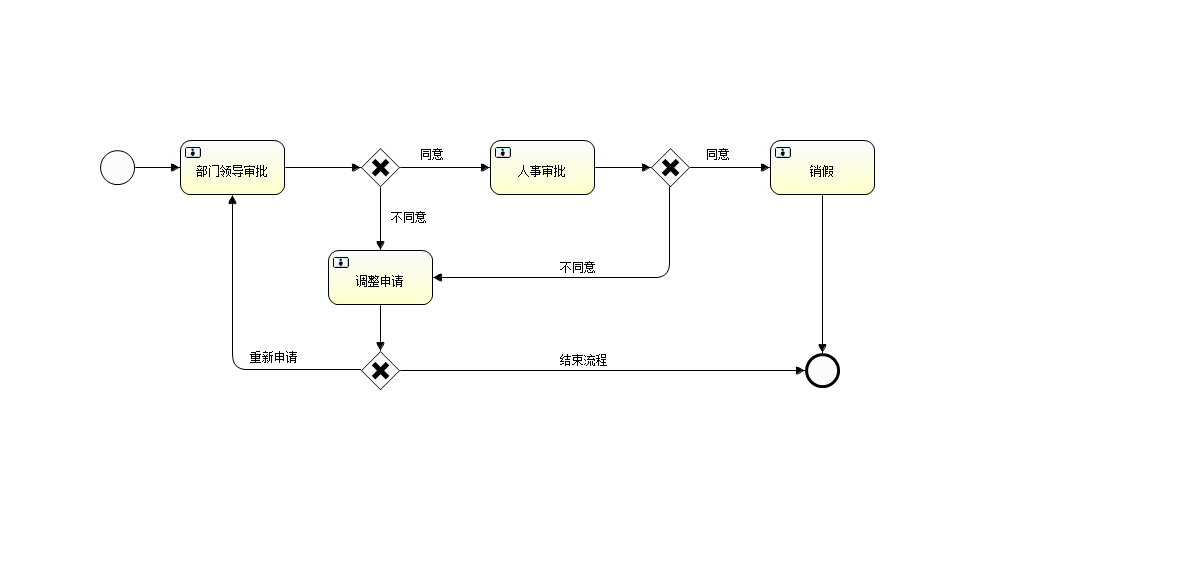 同意
同意
部门领导审批
人事审批
销假
不同意
不同意
调整申请
重新申请
结束流程